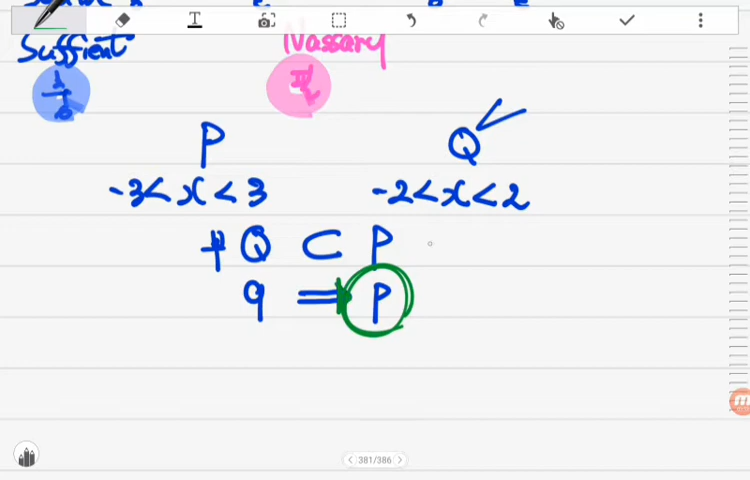 T
Suffient
Nassary
P Q
-3<x<3 -2<x<2
Q ⊂ P
q ⇒ P
381/386